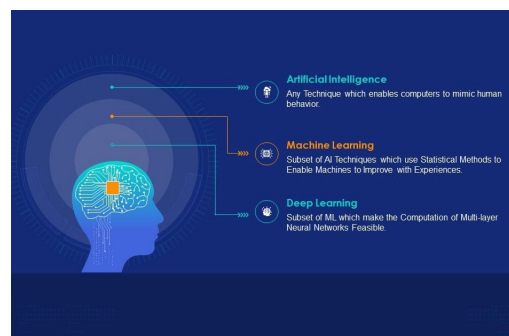 Artificial Intelligence
Any Technique which enables computers to mimic human
behavior.
Machine Learning
Subset of AI Techniques which use Statistical Methods to
Enable Machines to Improve with Experiences.
Deep Learning
Subset of ML which make the Computation of Multi-layer
Neural Networks Feasible.